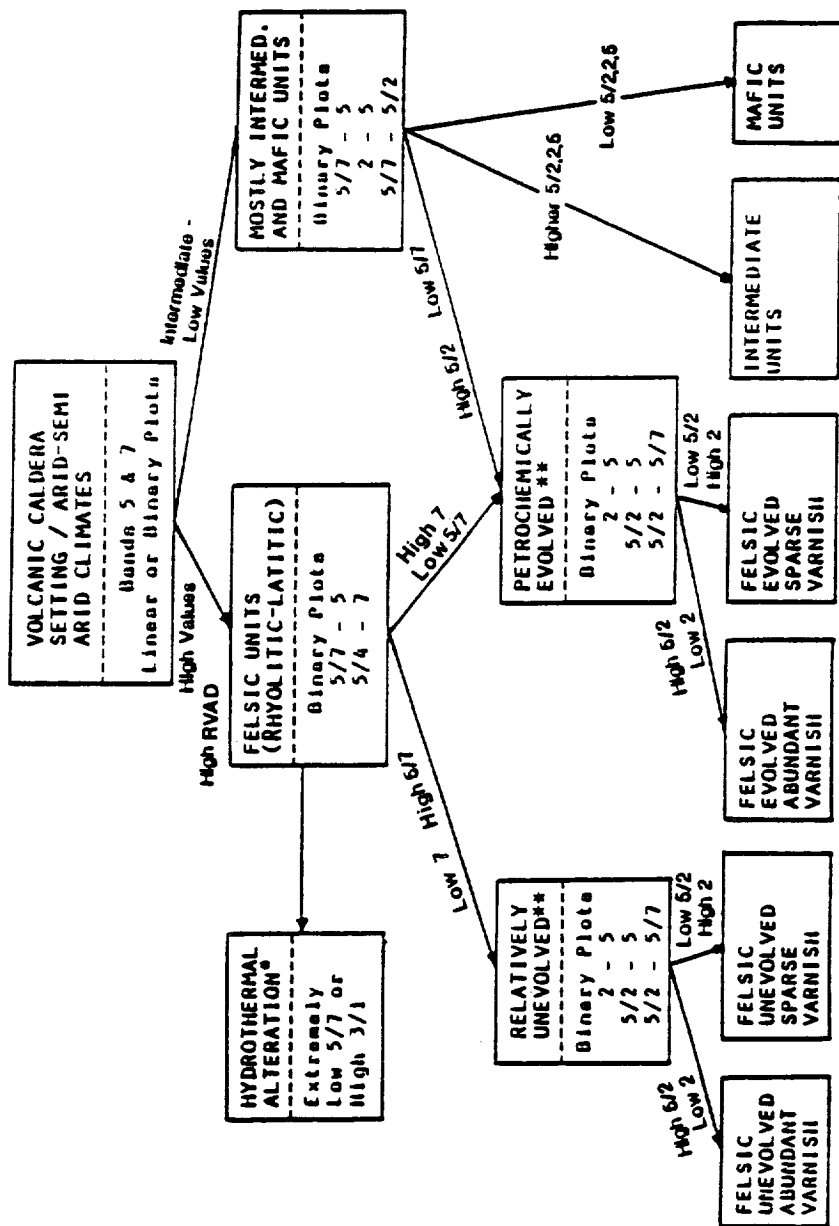 VOLCANIC CALDERA
SETTING / ARID-SEMI
ARID CLIMATES
Bands 5 & 7
Linear or Binary Plots
High Values
High RVAD
Intermediate -
Low Values
HYDROTHERMAL
ALTERATION*
Extremely
Low 5/7 or
High 3/1
FELSIC UNITS
(RHYOLITIC-LATITIC)
Binary Plots
5/7 - 5
5/4 - 7
MOSTLY INTERMED.
AND MAFIC UNITS
Binary Plots
5/7 - 5
2 - 5
5/7 - 5/2
Low 7
High 5/7
High 7
Low 5/7
High 5/2
Low 5/7
Higher 5/2,2,5
Low 5/2,2,5
RELATIVELY
UNEVOLVED**
Binary Plots
2 - 5
5/2 - 5
5/2 - 5/7
PETROCHEMICALLY
EVOLVED **
Binary Plots
2 - 5
5/2 - 5
5/2 - 5/7
High 5/2
Low 2
Low 5/2
High 2
High 5/2
Low 2
Low 5/2
High 2
FELSIC
UNEVOLVED
ABUNDANT
VARNISH
FELSIC
UNEVOLVED
SPARSE
VARNISH
FELSIC
EVOLVED
ABUNDANT
VARNISH
FELSIC
EVOLVED
SPARSE
VARNISH
INTERMEDIATE
UNITS
MAFIC
UNITS